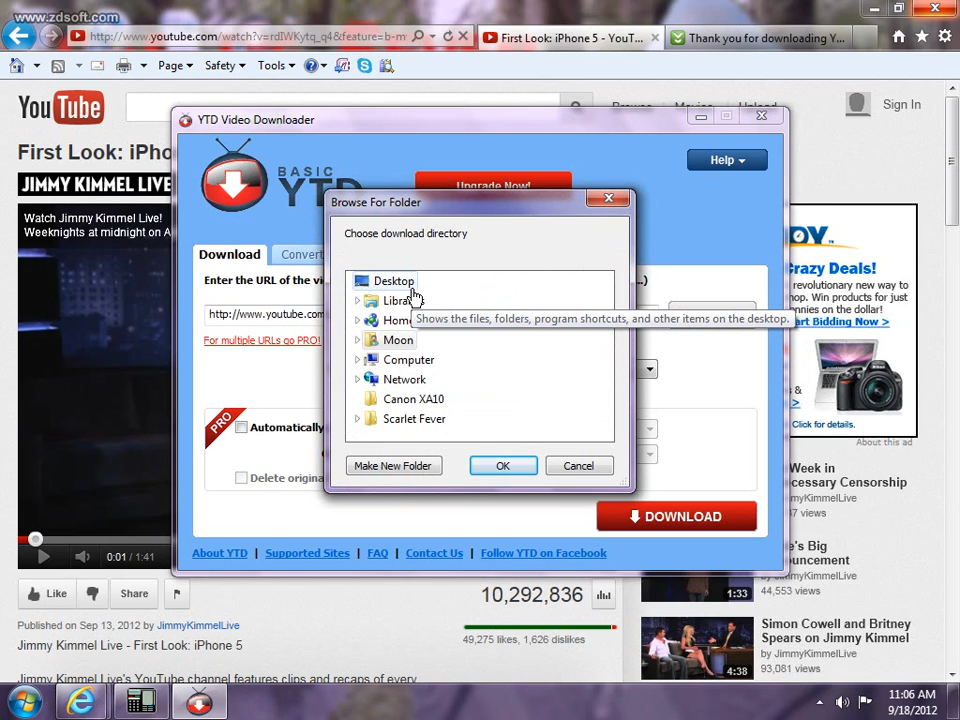 www.zdsoft.com
http://www.youtube.com/watch?v=rdIWKytq_q4&feature=b-m
First Look: iPhone 5 - YouT...
Thank you for downloading Y...
Page
Safety
Tools
YouTube
Browse
Movies
Upload
Sign In
First Look: iPho
JIMMY KIMMEL LIVE
Watch Jimmy Kimmel Live!
Weeknights at midnight on A
0:01 / 1:41
YTD Video Downloader
BASIC
YTD
Help
Upgrade Now!
Download
Convert
Enter the URL of the vi
...)
http://www.youtube.com
For multiple URLs go PRO!
PRO
Automatically
Delete origina
DOWNLOAD
About YTD | Supported Sites | FAQ | Contact Us | Follow YTD on Facebook
Browse For Folder
Choose download directory
Desktop
Libra
Home
Shows the files, folders, program shortcuts, and other items on the desktop.
Moon
Computer
Network
Canon XA10
Scarlet Fever
Make New Folder
OK
Cancel
DY
Crazy Deals!
revolutionary new way to
Win products for just
ennies on the dollar!
art Bidding Now >
Click for details.
About this ad
Week in
cessary Censorship
myKimmelLive
87 views
e's Big
ouncement
by JimmyKimmelLive
44,553 views
1:33
Simon Cowell and Britney
Spears on Jimmy Kimmel
by JimmyKimmelLive
93,081 views
4:38
Like
Share
10,292,836
Published on Sep 13, 2012 by JimmyKimmelLive
49,275 likes, 1,626 dislikes
Jimmy Kimmel Live - First Look: iPhone 5
Jimmy Kimmel Live's YouTube channel features clips and recaps of every
11:06 AM
9/18/2012